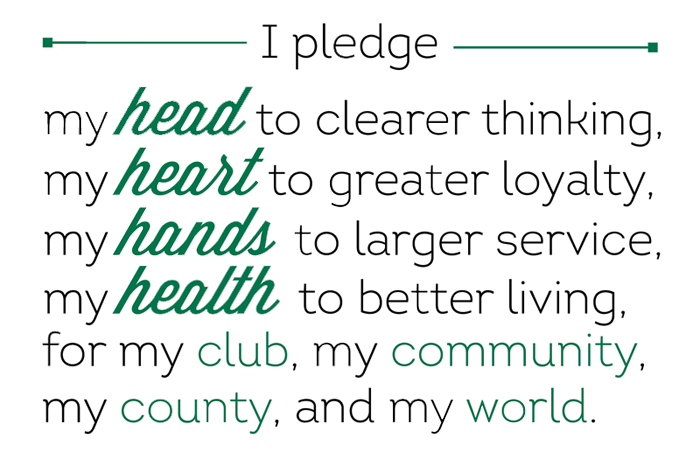 I pledge
my head to clearer thinking,
my heart to greater loyalty,
my hands to larger service,
my health to better living,
for my club, my community,
my county, and my world.